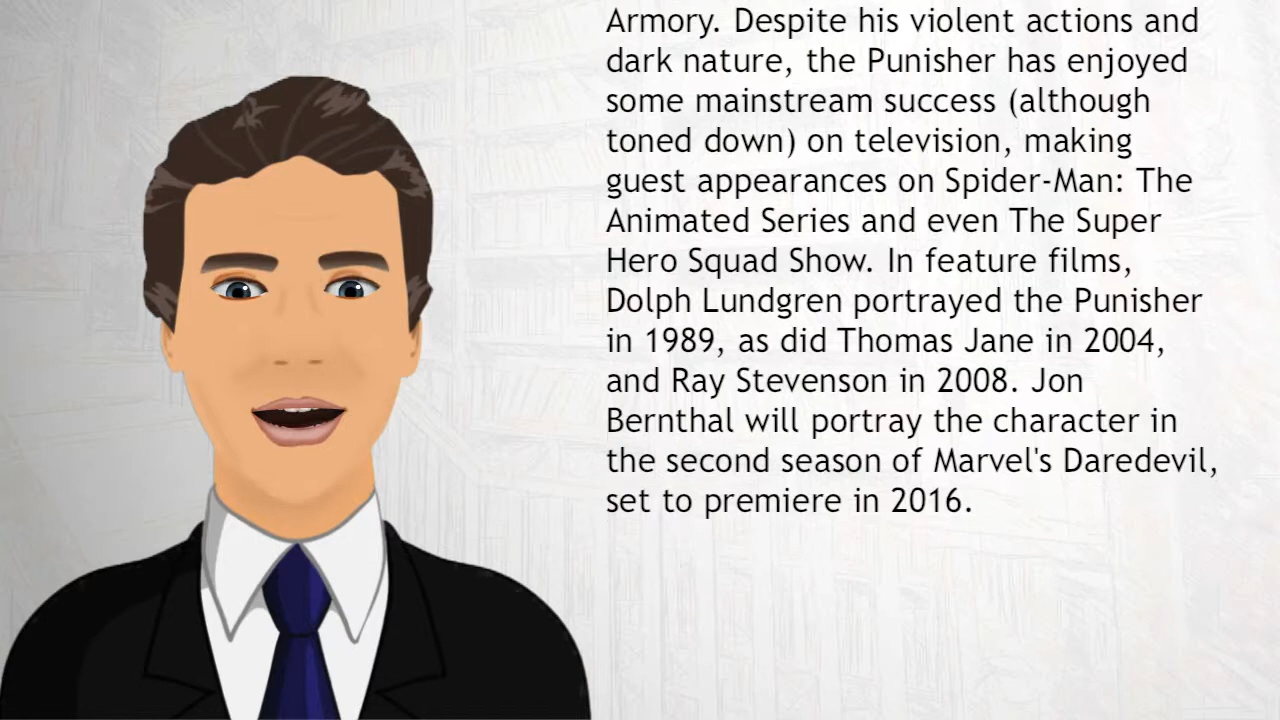 Armory. Despite his violent actions and
dark nature, the Punisher has enjoyed
some mainstream success (although
toned down) on television, making
guest appearances on Spider-Man: The
Animated Series and even The Super
Hero Squad Show. In feature films,
Dolph Lundgren portrayed the Punisher
in 1989, as did Thomas Jane in 2004,
and Ray Stevenson in 2008. Jon
Bernthal will portray the character in
the second season of Marvel's Daredevil,
set to premiere in 2016.